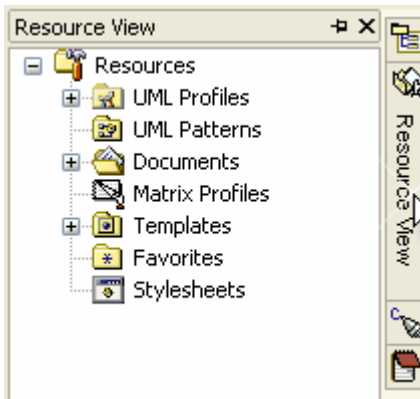 Resource View
Resources
UML Profiles
UML Patterns
Documents
Matrix Profiles
Templates
Favorites
Stylesheets
Resource View